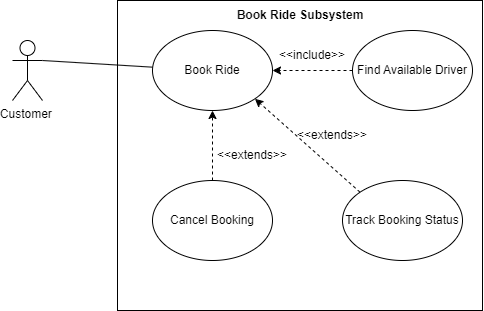 Book Ride Subsystem
<<include>>
Book Ride
Find Available Driver
Customer
<<extends>>
<<extends>>
Cancel Booking
Track Booking Status